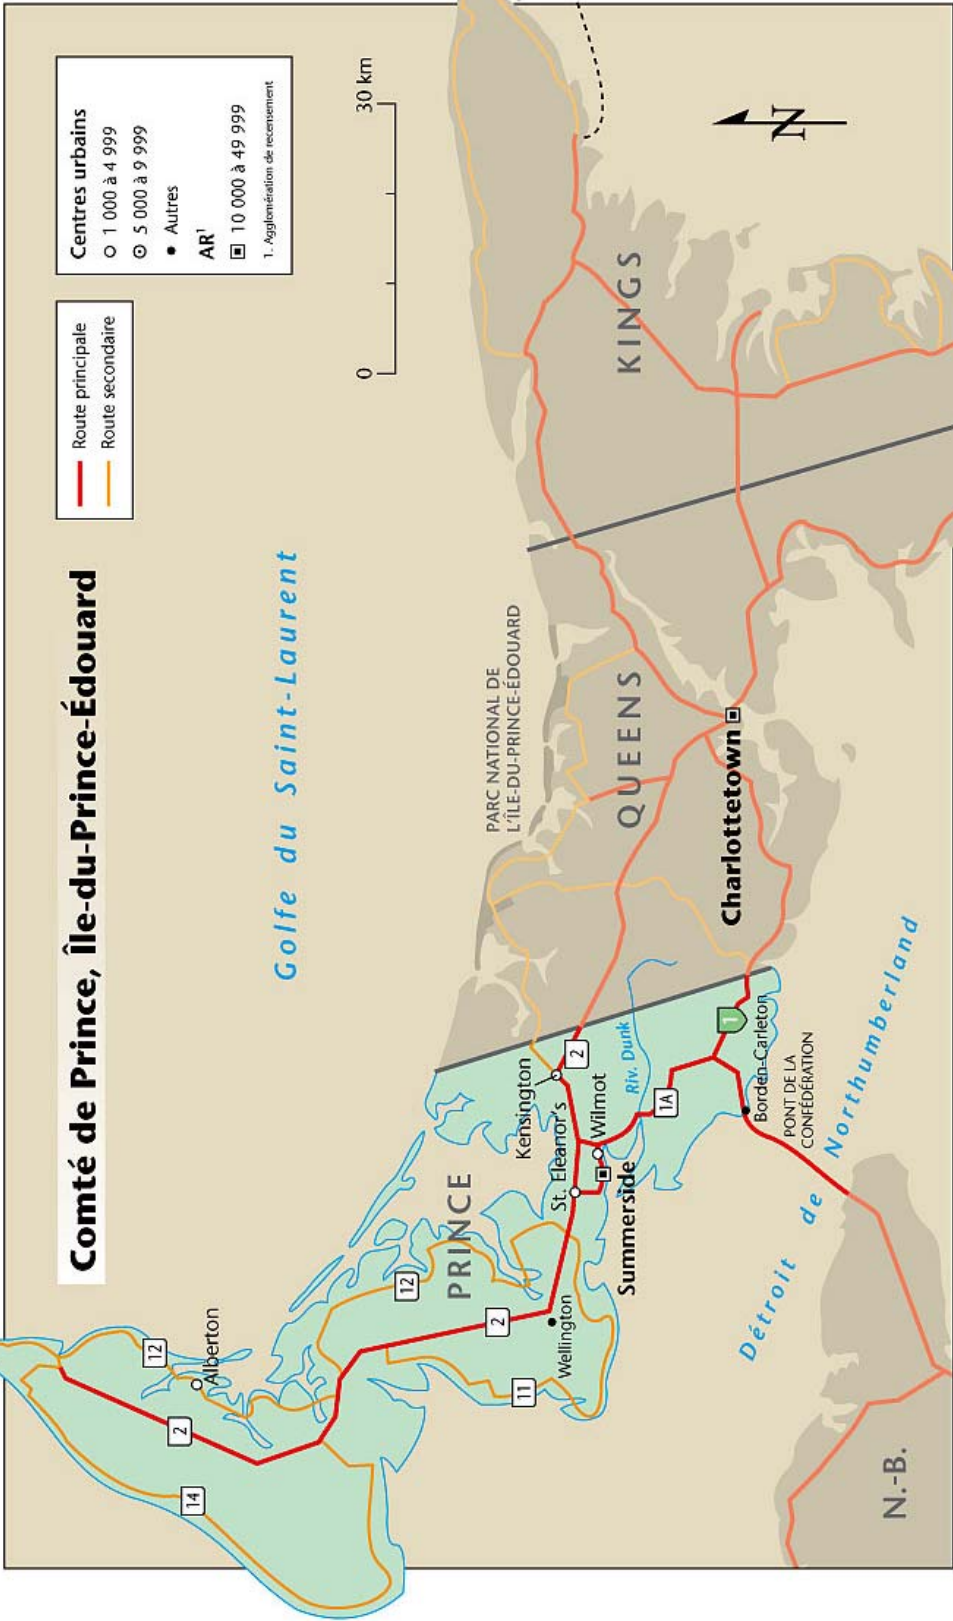 Comté de Prince, Île-du-Prince-Édouard
Route principale
Route secondaire
Centres urbains
1 000 à 4 999
5 000 à 9 999
Autres
AR¹
10 000 à 49 999
1. Agglomération de recensement
0
30 km
N
Golfe du Saint-Laurent
PARC NATIONAL DE
L'ÎLE-DU-PRINCE-ÉDOUARD
12
Alberton
2
14
12
PRINCE
2
11
Wellington
Kensington
St. Eleanor's
2
Wilmot
Summerside
Riv. Dunk
1A
1
Borden-Carleton
PONT DE LA
CONFÉDÉRATION
QUEENS
Charlottetown
KINGS
Détroit de Northumberland
N.-B.